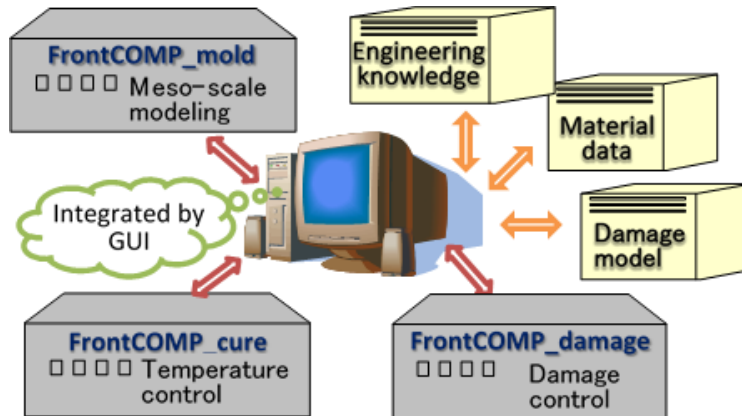 FrontCOMP_mold
□ □ □ □ Meso-scale
modeling
Engineering
knowledge
Material
data
Integrated by
GUI
Damage
model
FrontCOMP_cure
□ □ □ □ Temperature
control
FrontCOMP_damage
□ □ □ □ Damage
control